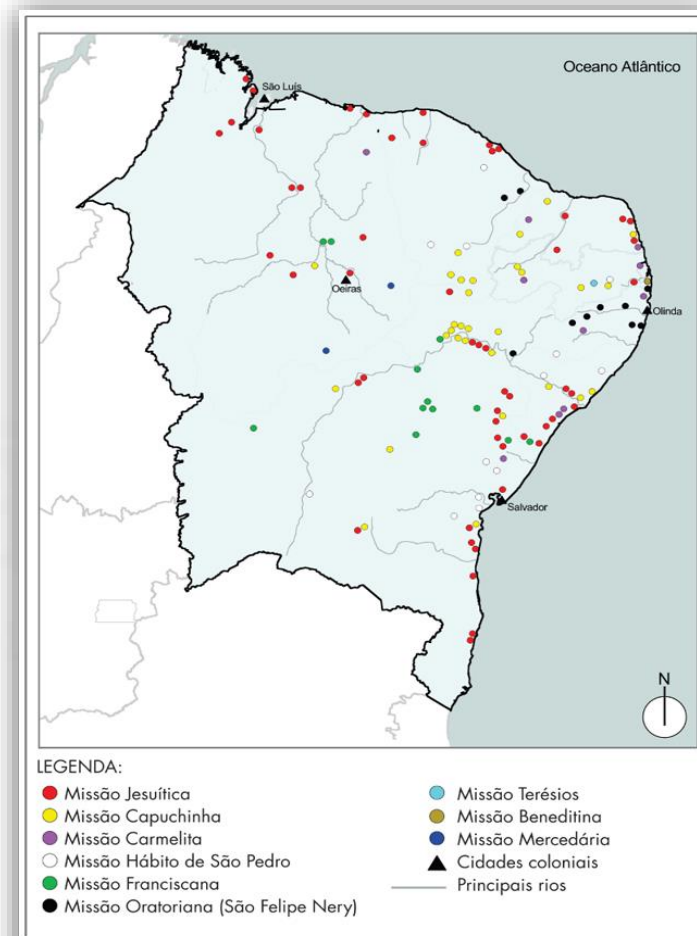 Oceano Atlântico
São Luís
Oeiras
Olinda
Salvador
N
LEGENDA:
Missão Jesuítica
Missão Capuchinha
Missão Carmelita
Missão Hábito de São Pedro
Missão Franciscana
Missão Oratoriana (São Felipe Nery)
Missão Terésios
Missão Beneditina
Missão Mercedária
Cidades coloniais
Principais rios